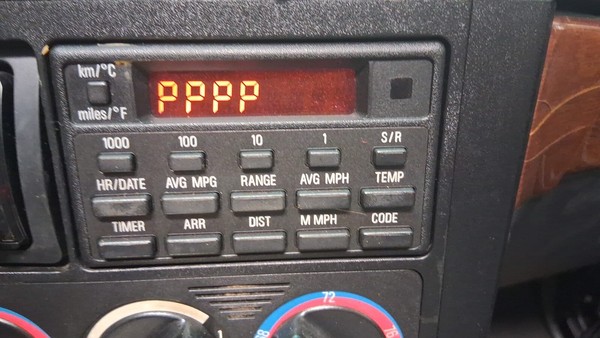 km/°C
PPPP
miles/°F
1000 100 10 1 S/R
HR/DATE AVG MPG RANGE AVG MPH TEMP
TIMER ARR DIST M MPH CODE
72